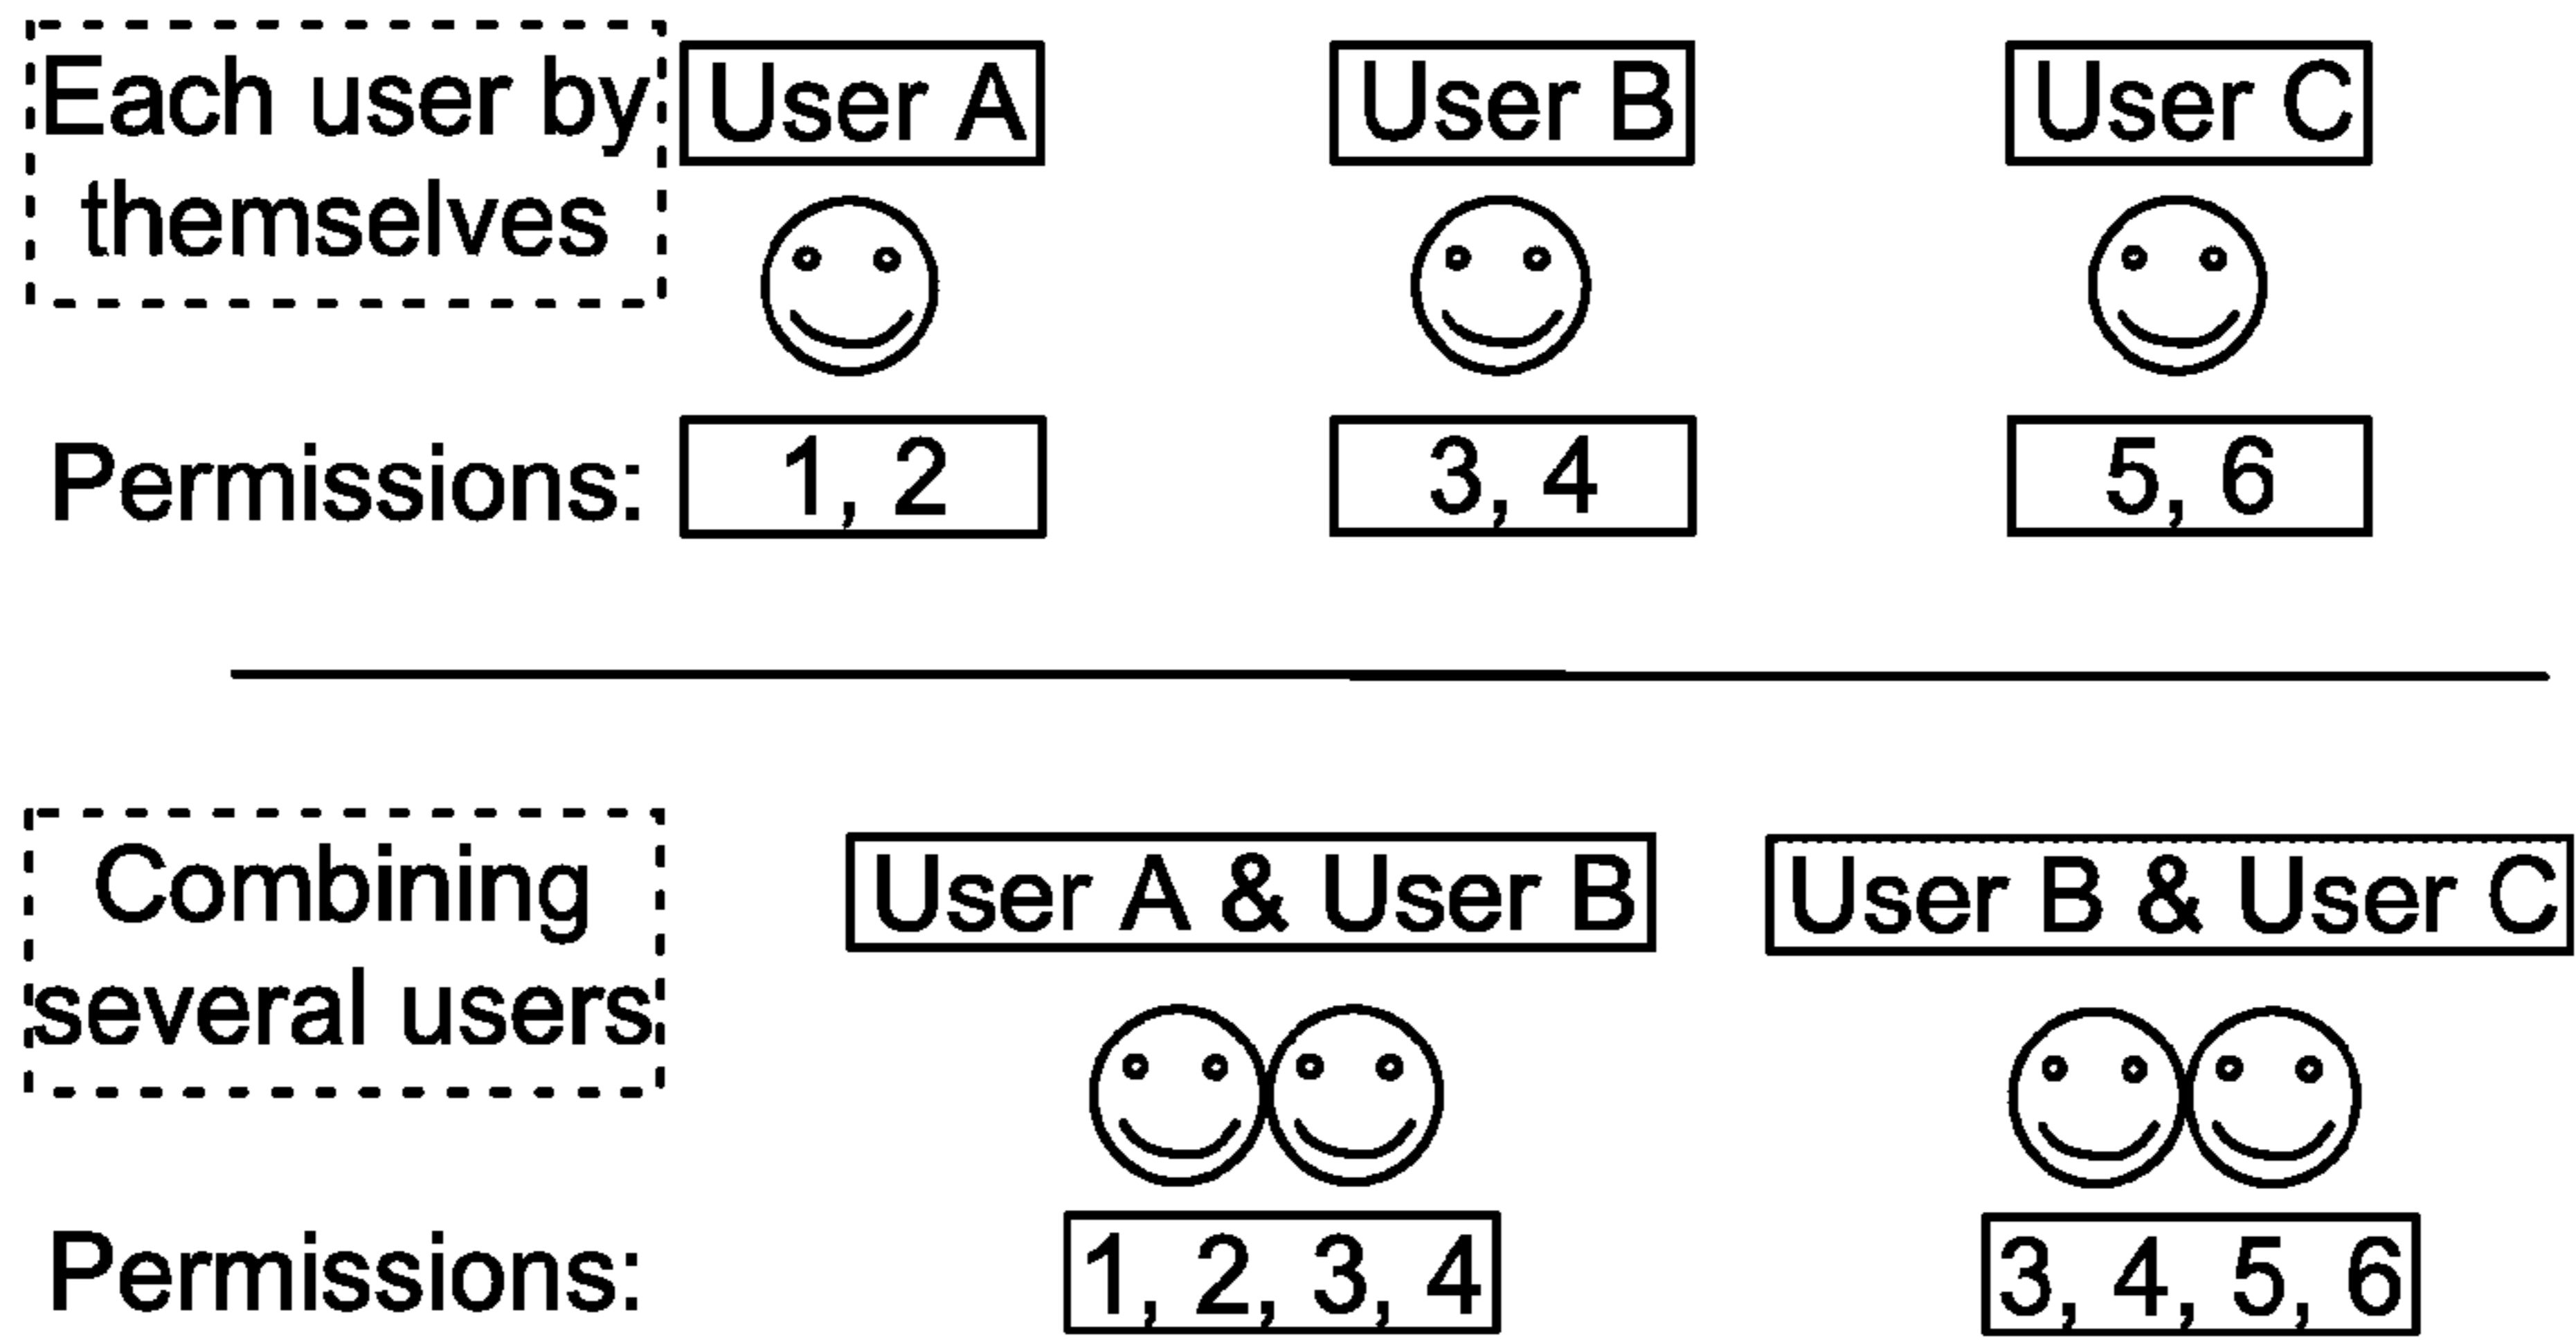 Each user by
themselves
User A
User B
User C
Permissions:
1, 2
3, 4
5, 6
Combining
several users
User A & User B
User B & User C
Permissions:
1, 2, 3, 4
3, 4, 5, 6